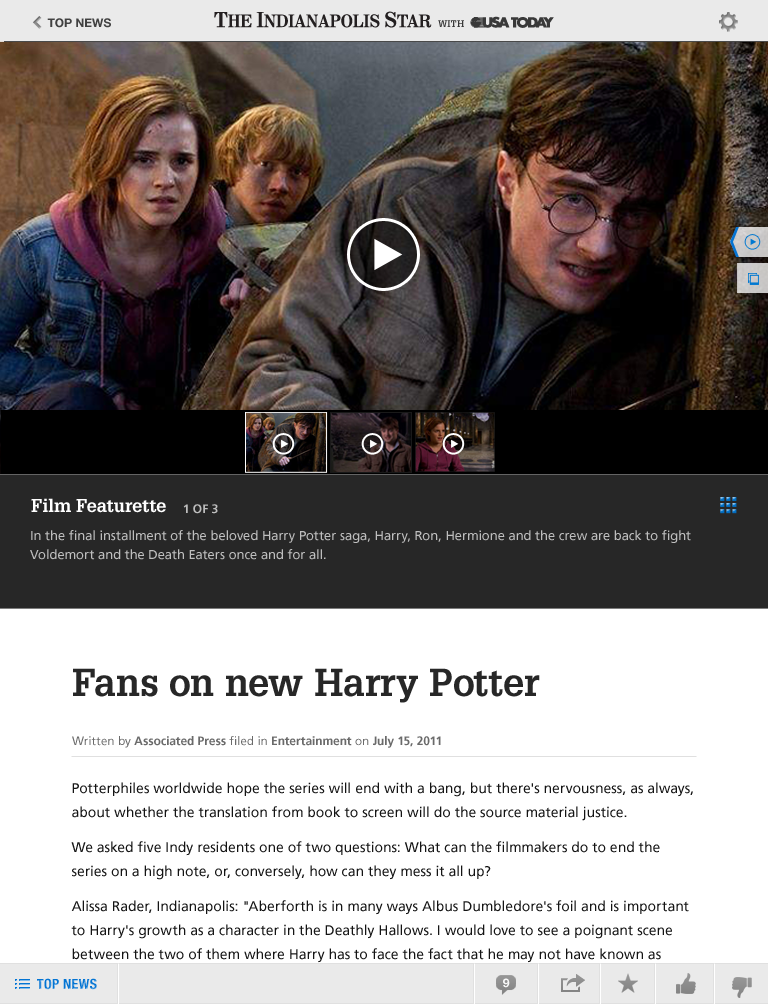 TOP NEWS
THE INDIANAPOLIS STAR WITH USA TODAY
Film Featurette 1 OF 3
In the final installment of the beloved Harry Potter saga, Harry, Ron, Hermione and the crew are back to fight
Voldemort and the Death Eaters once and for all.
Fans on new Harry Potter
Written by Associated Press filed in Entertainment on July 15, 2011
Potterphiles worldwide hope the series will end with a bang, but there's nervousness, as always,
about whether the translation from book to screen will do the source material justice.
We asked five Indy residents one of two questions: What can the filmmakers do to end the
series on a high note, or, conversely, how can they mess it all up?
Alissa Rader, Indianapolis: "Aberforth is in many ways Albus Dumbledore's foil and is important
to Harry's growth as a character in the Deathly Hallows. I would love to see a poignant scene
between the two of them where Harry has to face the fact that he may not have known as
TOP NEWS
9